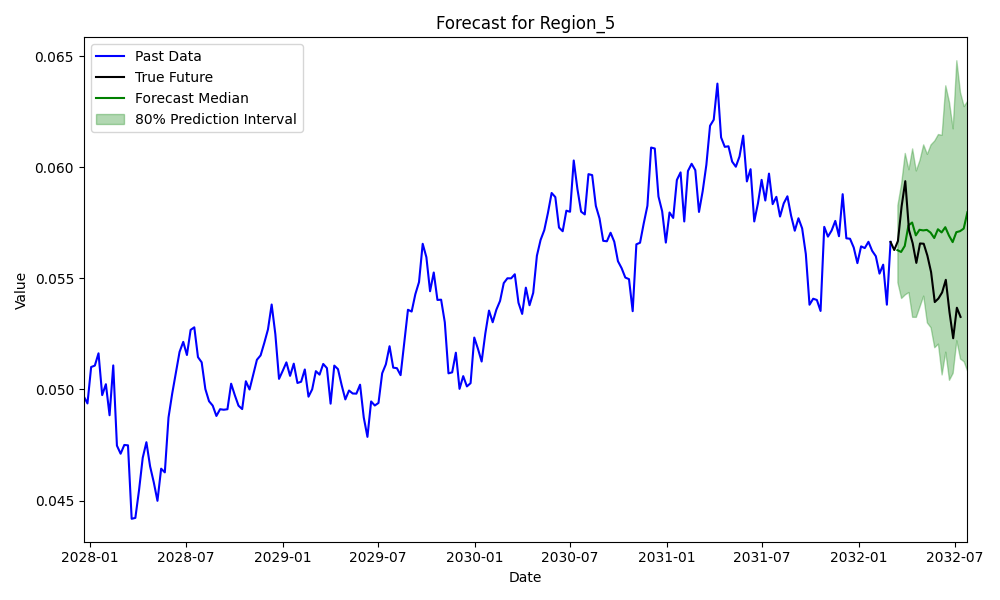 Forecast for Region_5
Past Data
True Future
Forecast Median
80% Prediction Interval
Value
0.065
0.060
0.055
0.050
0.045
2028-01
2028-07
2029-01
2029-07
2030-01
2030-07
2031-01
2031-07
2032-01
2032-07
Date